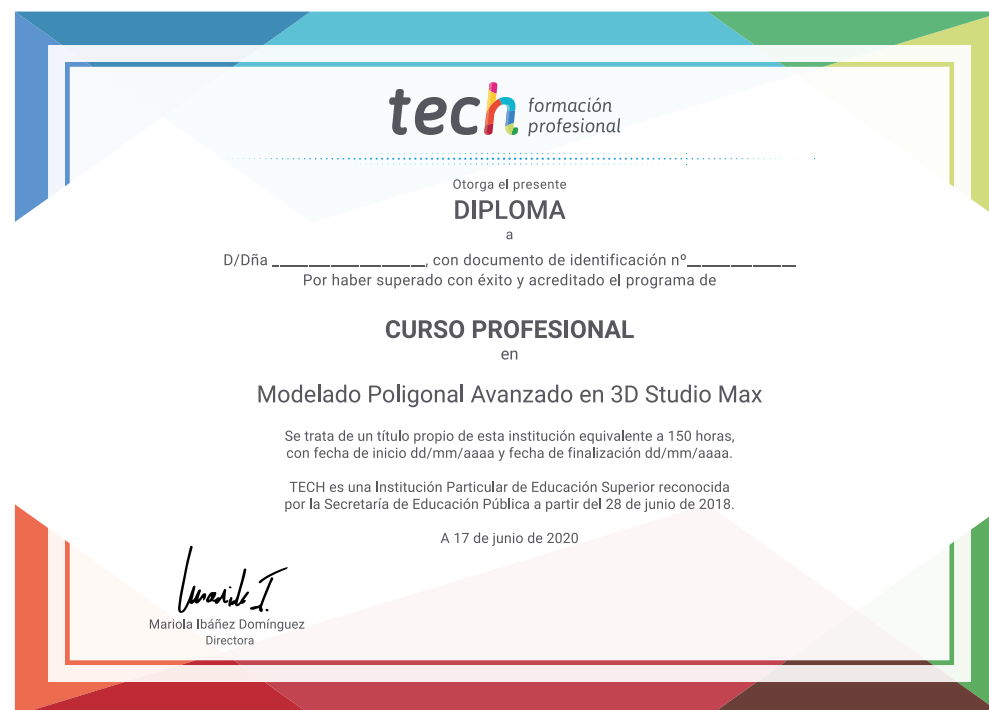 tech formación
profesional
Otorga el presente
DIPLOMA
a
D/Dña ____________________, con documento de identificación nº______________
Por haber superado con éxito y acreditado el programa de
CURSO PROFESIONAL
en
Modelado Poligonal Avanzado en 3D Studio Max
Se trata de un título propio de esta institución equivalente a 150 horas,
con fecha de inicio dd/mm/aaaa y fecha de finalización dd/mm/aaaa.
TECH es una Institución Particular de Educación Superior reconocida
por la Secretaría de Educación Pública a partir del 28 de junio de 2018.
A 17 de junio de 2020
Mariola Ibáñez Domínguez
Directora